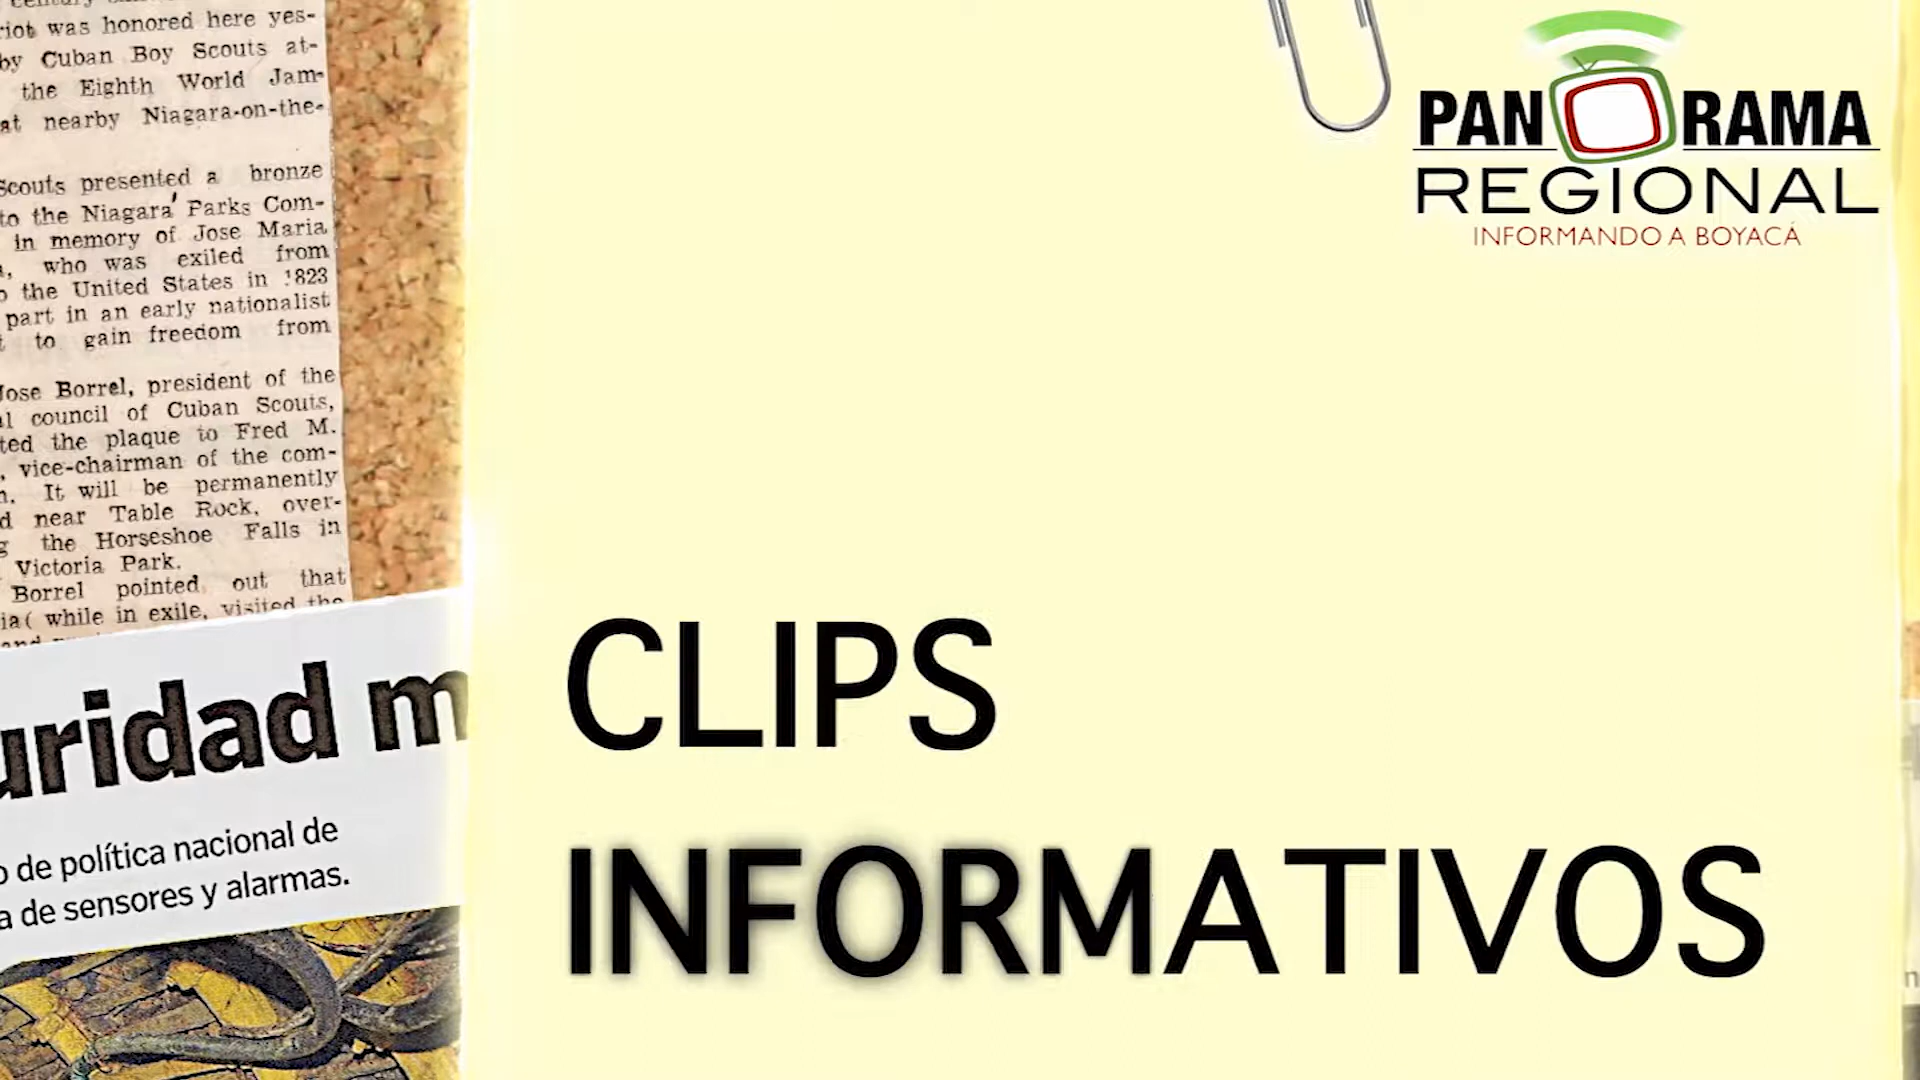 riot was honored here yes-
by Cuban Boy Scouts at-
the Eighth World Jam-
at nearby Niagara-on-the-
Scouts presented a bronze
to the Niagara Parks Com-
in memory of Jose Maria
who was exiled from
the United States in 1823
part in an early nationalist
to gain freedom from
Jose Borrel, president of the
council of Cuban Scouts,
ted the plaque to Fred M.
vice-chairman of the com-
It will be permanently
near Table Rock, over-
the Horseshoe Falls in
Victoria Park.
Borrel pointed out that
while in exile, visited the
uridad m
o de política nacional de
a de sensores y alarmas.
PANORAMA
REGIONAL
INFORMANDO A BOYACÁ
CLIPS
INFORMATIVOS